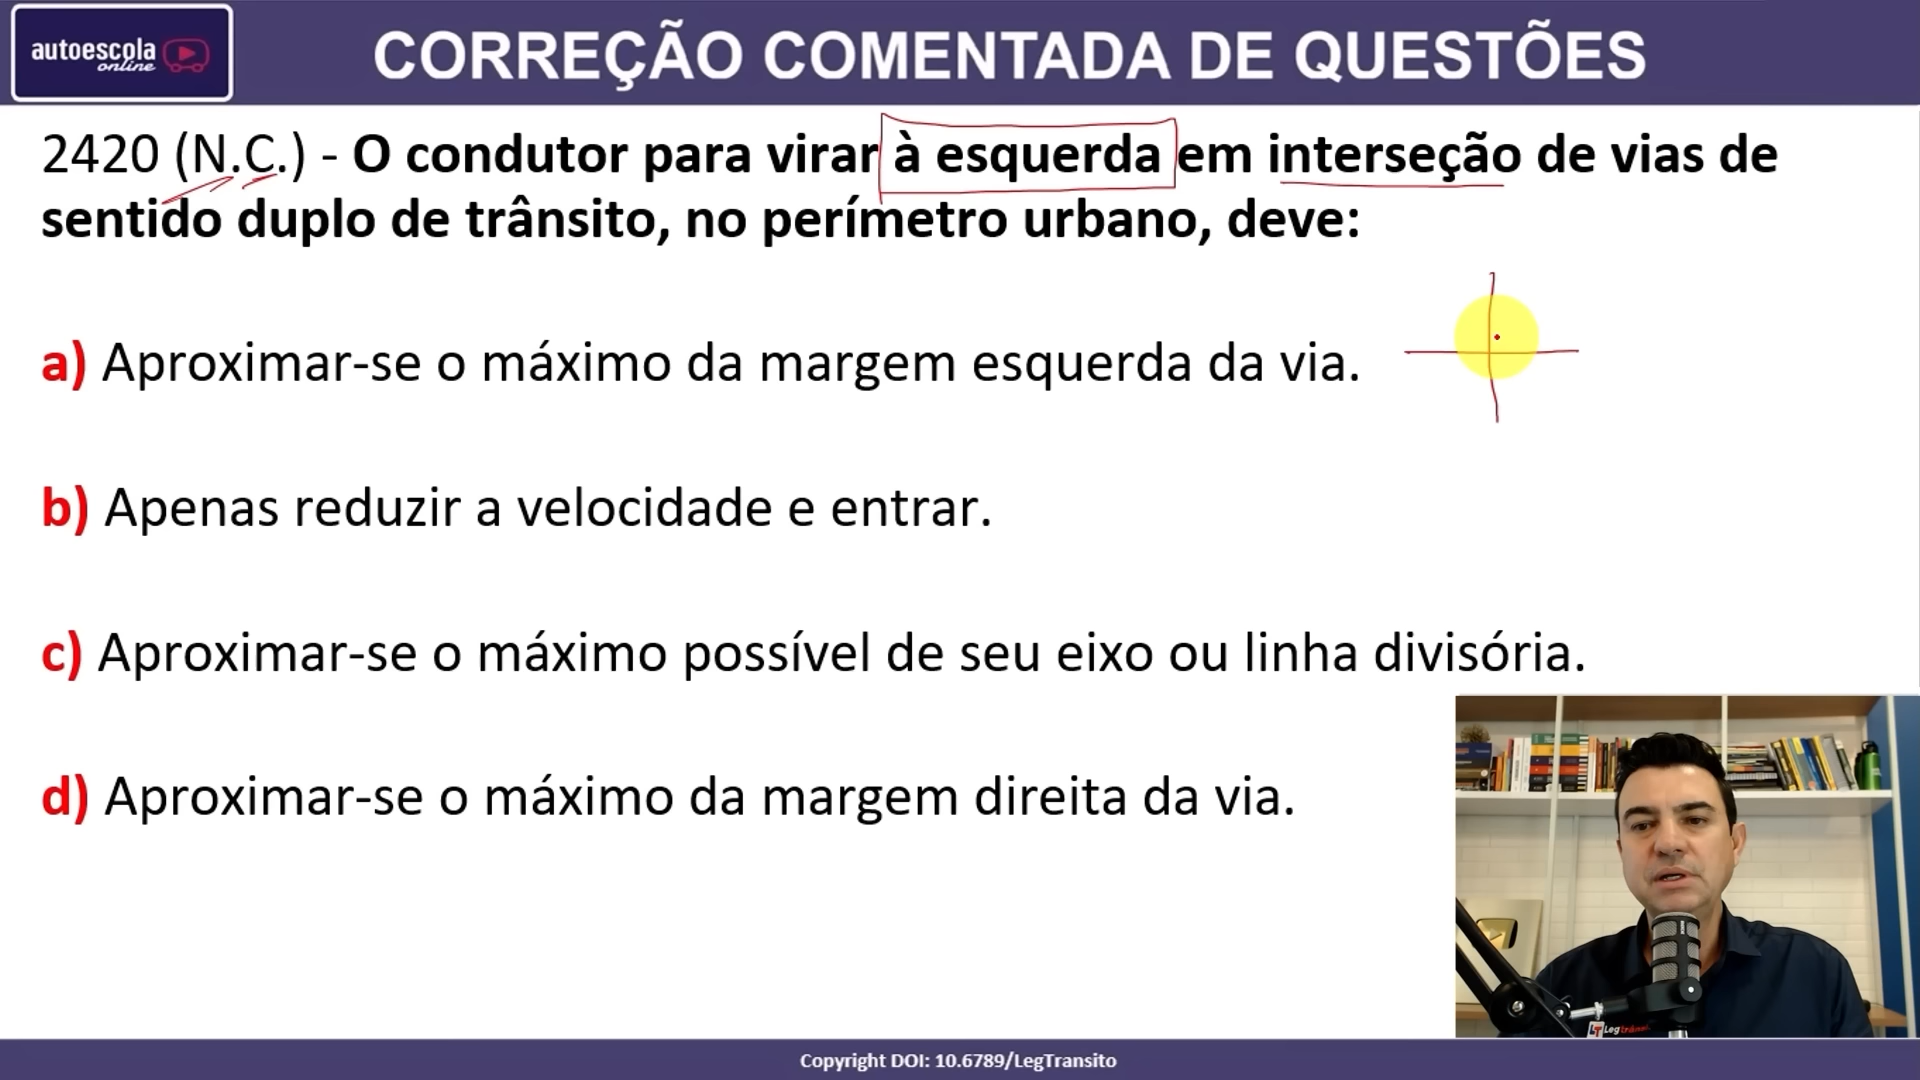 autoescola
online
CORREÇÃO COMENTADA DE QUESTÕES
2420 (N.C.) - O condutor para virar à esquerda em interseção de vias de
sentido duplo de trânsito, no perímetro urbano, deve:
a) Aproximar-se o máximo da margem esquerda da via.
b) Apenas reduzir a velocidade e entrar.
c) Aproximar-se o máximo possível de seu eixo ou linha divisória.
d) Aproximar-se o máximo da margem direita da via.
Copyright DOI: 10.6789/LegTransito